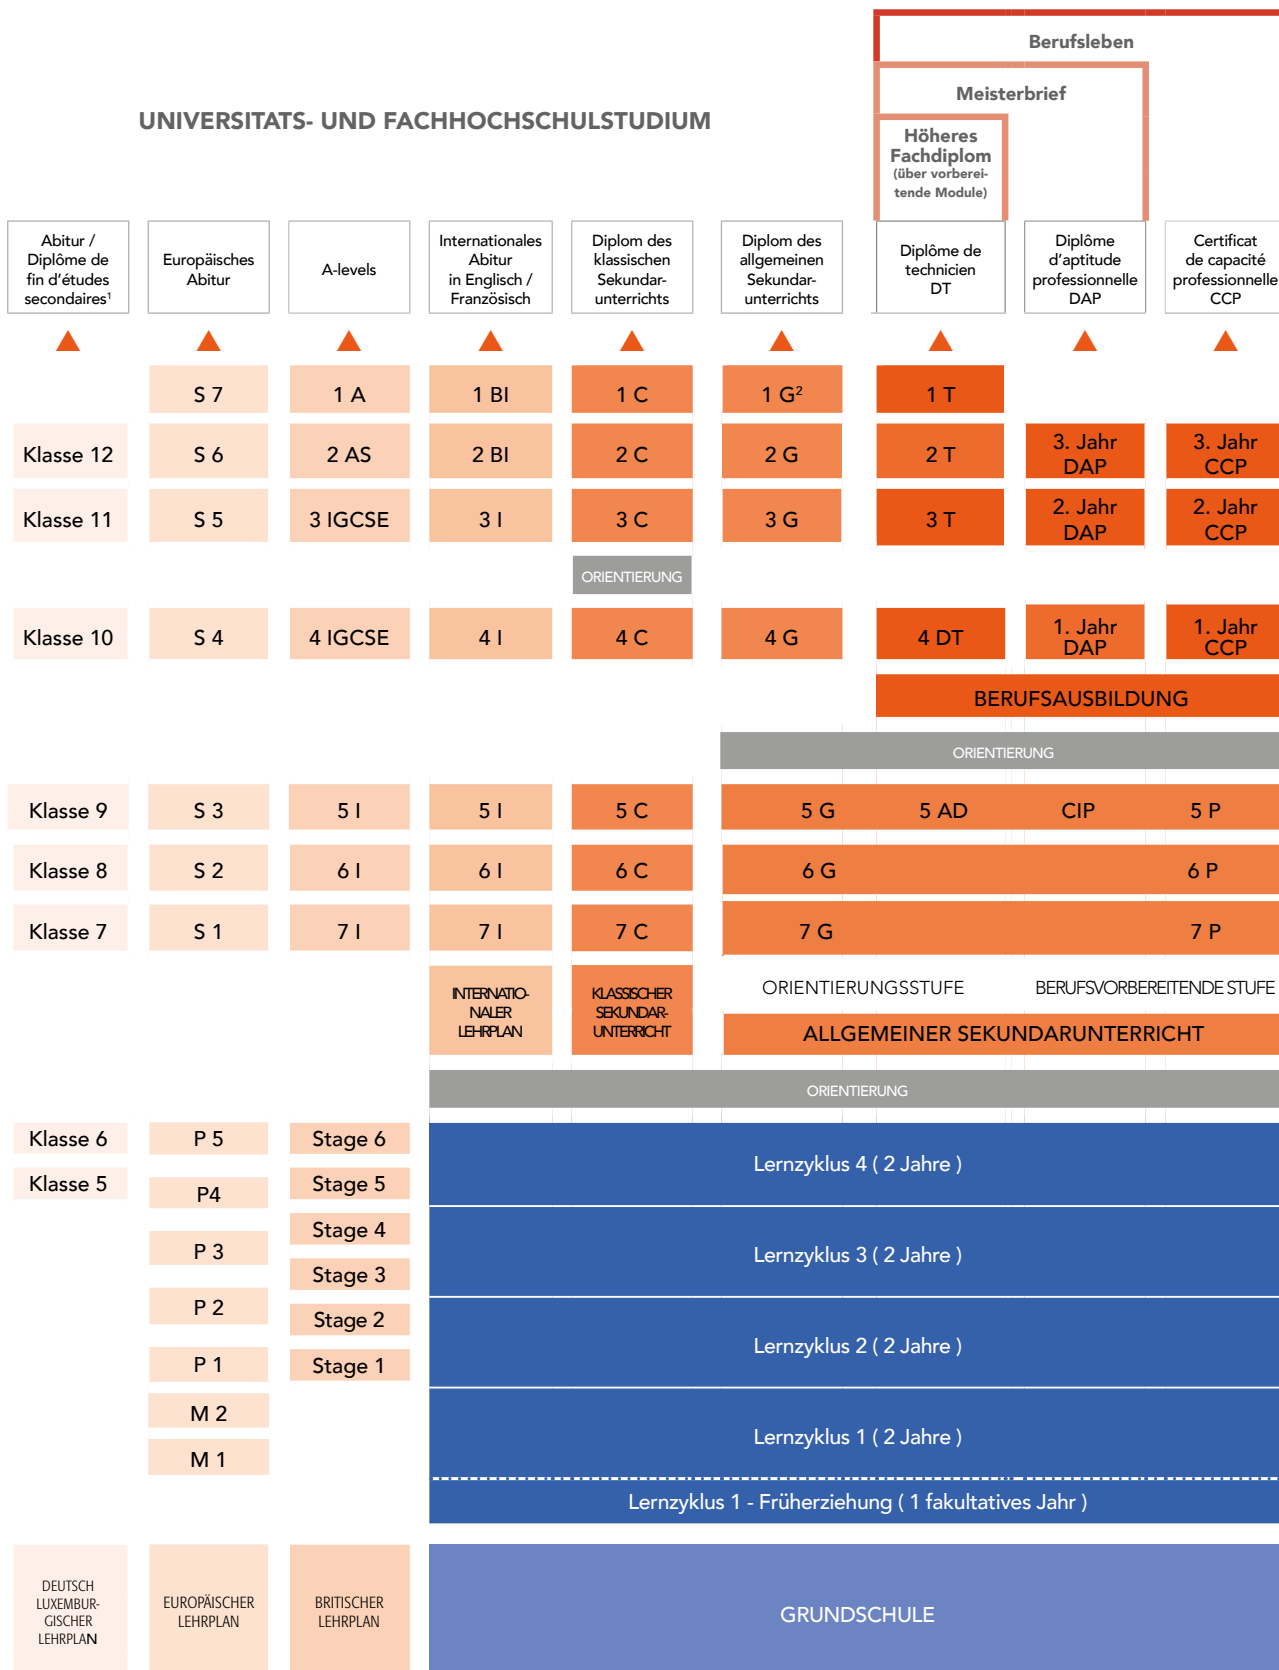 Berufsleben
Meisterbrief
UNIVERSITATS- UND FACHHOCHSCHULSTUDIUM
Höheres
Fachdiplom
(über vorberei-
tende Module)
Abitur /
Diplôme de
fin d'études
secondaires¹
Europäisches
Abitur
A-levels
Internationales
Abitur
in Englisch /
Französisch
Diplom des
klassischen
Sekundar-
unterrichts
Diplom des
allgemeinen
Sekundar-
unterrichts
Diplôme de
technicien
DT
Diplôme
d'aptitude
professionnelle
DAP
Certificat
de capacité
professionnelle
CCP
S 7
1 A
1 BI
1 C
1 G²
1 T
Klasse 12
S 6
2 AS
2 BI
2 C
2 G
2 T
3. Jahr
DAP
3. Jahr
CCP
Klasse 11
S 5
3 IGCSE
3 I
3 C
3 G
3 T
2. Jahr
DAP
2. Jahr
CCP
ORIENTIERUNG
Klasse 10
S 4
4 IGCSE
4 I
4 C
4 G
4 DT
1. Jahr
DAP
1. Jahr
CCP
BERUFSAUSBILDUNG
ORIENTIERUNG
Klasse 9
S 3
5 I
5 I
5 C
5 G
5 AD
CIP
5 P
Klasse 8
S 2
6 I
6 I
6 C
6 G
6 P
Klasse 7
S 1
7 I
7 I
7 C
7 G
7 P
INTERNATIO-
NALER
LEHRPLAN
KLASSISCHER
SEKUNDAR-
UNTERRICHT
ORIENTIERUNGSSTUFE
BERUFSVORBEREITENDE STUFE
ALLGEMEINER SEKUNDARUNTERRICHT
ORIENTIERUNG
Klasse 6
P 5
Stage 6
Lernzyklus 4 ( 2 Jahre )
Klasse 5
P4
Stage 5
Stage 4
P 3
Lernzyklus 3 ( 2 Jahre )
Stage 3
P 2
Stage 2
Lernzyklus 2 ( 2 Jahre )
P 1
Stage 1
M 2
Lernzyklus 1 ( 2 Jahre )
M 1
Lernzyklus 1 - Früherziehung ( 1 fakultatives Jahr )
DEUTSCH
LUXEMBUR-
GISCHER
LEHRPLAN
EUROPÄISCHER
LEHRPLAN
BRITISCHER
LEHRPLAN
GRUNDSCHULE